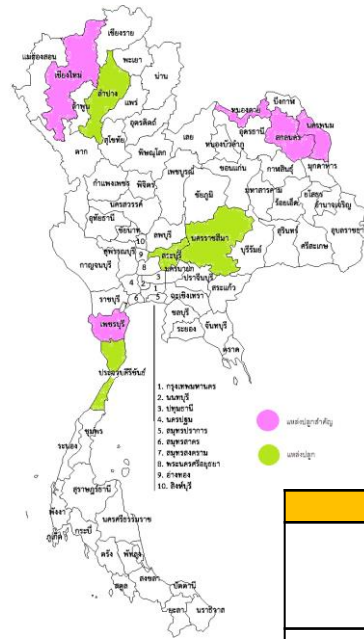 เชียงราย
แม่ฮ่องสอน
พะเยา
เชียงใหม่
น่าน
ลำปาง
ลำพูน
แพร่
อุตรดิตถ์
สุโขทัย
ตาก
พิษณุโลก
เลย
หนองคาย
บึงกาฬ
นครพนม
สกลนคร
อุดรธานี
หนองบัวลำภู
มุกดาหาร
กาฬสินธุ์
ขอนแก่น
เพชรบูรณ์
กำแพงเพชร
พิจิตร
ชัยภูมิ
มหาสารคาม
ร้อยเอ็ด
ยโสธร
อำนาจเจริญ
นครสวรรค์
อุทัยธานี
ชัยนาท
ลพบุรี
นครราชสีมา
บุรีรัมย์
สุรินทร์
ศรีสะเกษ
อุบลราชธานี
10
สุพรรณบุรี
9
สระบุรี
กาญจนบุรี
8
นครนายก
ปราจีนบุรี
4
3
2
สระแก้ว
ราชบุรี
1
6
5
7
ฉะเชิงเทรา
เพชรบุรี
ชลบุรี
ระยอง
จันทบุรี
ตราด
ประจวบคีรีขันธ์
1. กรุงเทพมหานคร
2. นนทบุรี
3. ปทุมธานี
4. นครปฐม
5. สมุทรปราการ
6. สมุทรสาคร
7. สมุทรสงคราม
8. พระนครศรีอยุธยา
9. อ่างทอง
10. สิงห์บุรี
แหล่งปลูกสำคัญ
แหล่งปลูก
ชุมพร
ระนอง
สุราษฎร์ธานี
พังงา
นครศรีธรรมราช
ภูเก็ต
กระบี่
ตรัง
พัทลุง
สงขลา
สตูล
ปัตตานี
ยะลา
นราธิวาส